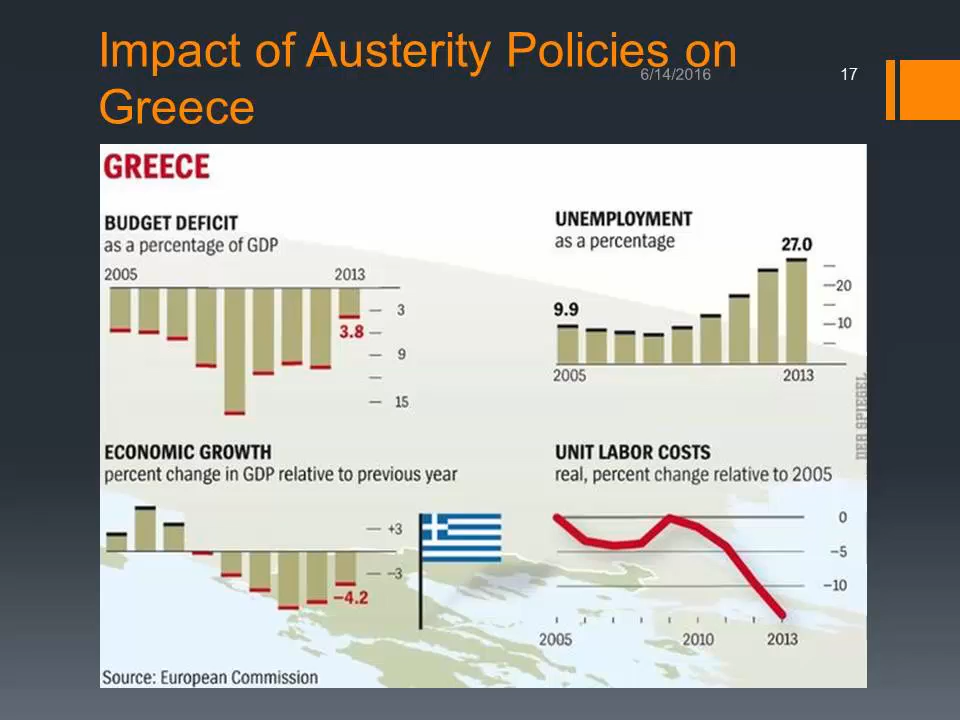 Impact of Austerity Policies on
Greece
6/14/2016
17
GREECE
BUDGET DEFICIT
as a percentage of GDP
2005
2013
3
3.8
9
15
UNEMPLOYMENT
as a percentage
27.0
9.9
20
10
2005
2013
DER SPIEGEL
ECONOMIC GROWTH
percent change in GDP relative to previous year
+3
−3
−4.2
UNIT LABOR COSTS
real, percent change relative to 2005
0
−5
−10
2005
2010
2013
Source: European Commission